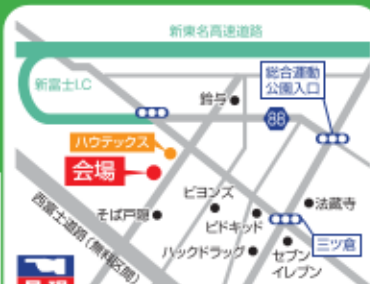 新東名高速道路
新富士I.C
総合運動
公園入口
鈴与
88
ハウテックス
会場
ビヨンズ
法蔵寺
西富士道路(無料区間)
そば戸隠
ビドキッド
三ツ倉
ハックドラッグ
セブン
イレブン